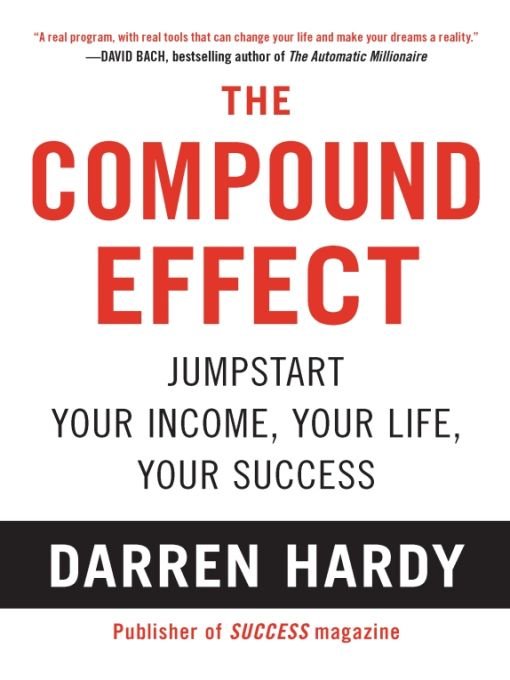 “A real program, with real tools that can change your life and make your dreams a reality.”
—DAVID BACH, bestselling author of The Automatic Millionaire
THE
COMPOUND
EFFECT
JUMPSTART
YOUR INCOME, YOUR LIFE,
YOUR SUCCESS
DARREN HARDY
Publisher of SUCCESS magazine